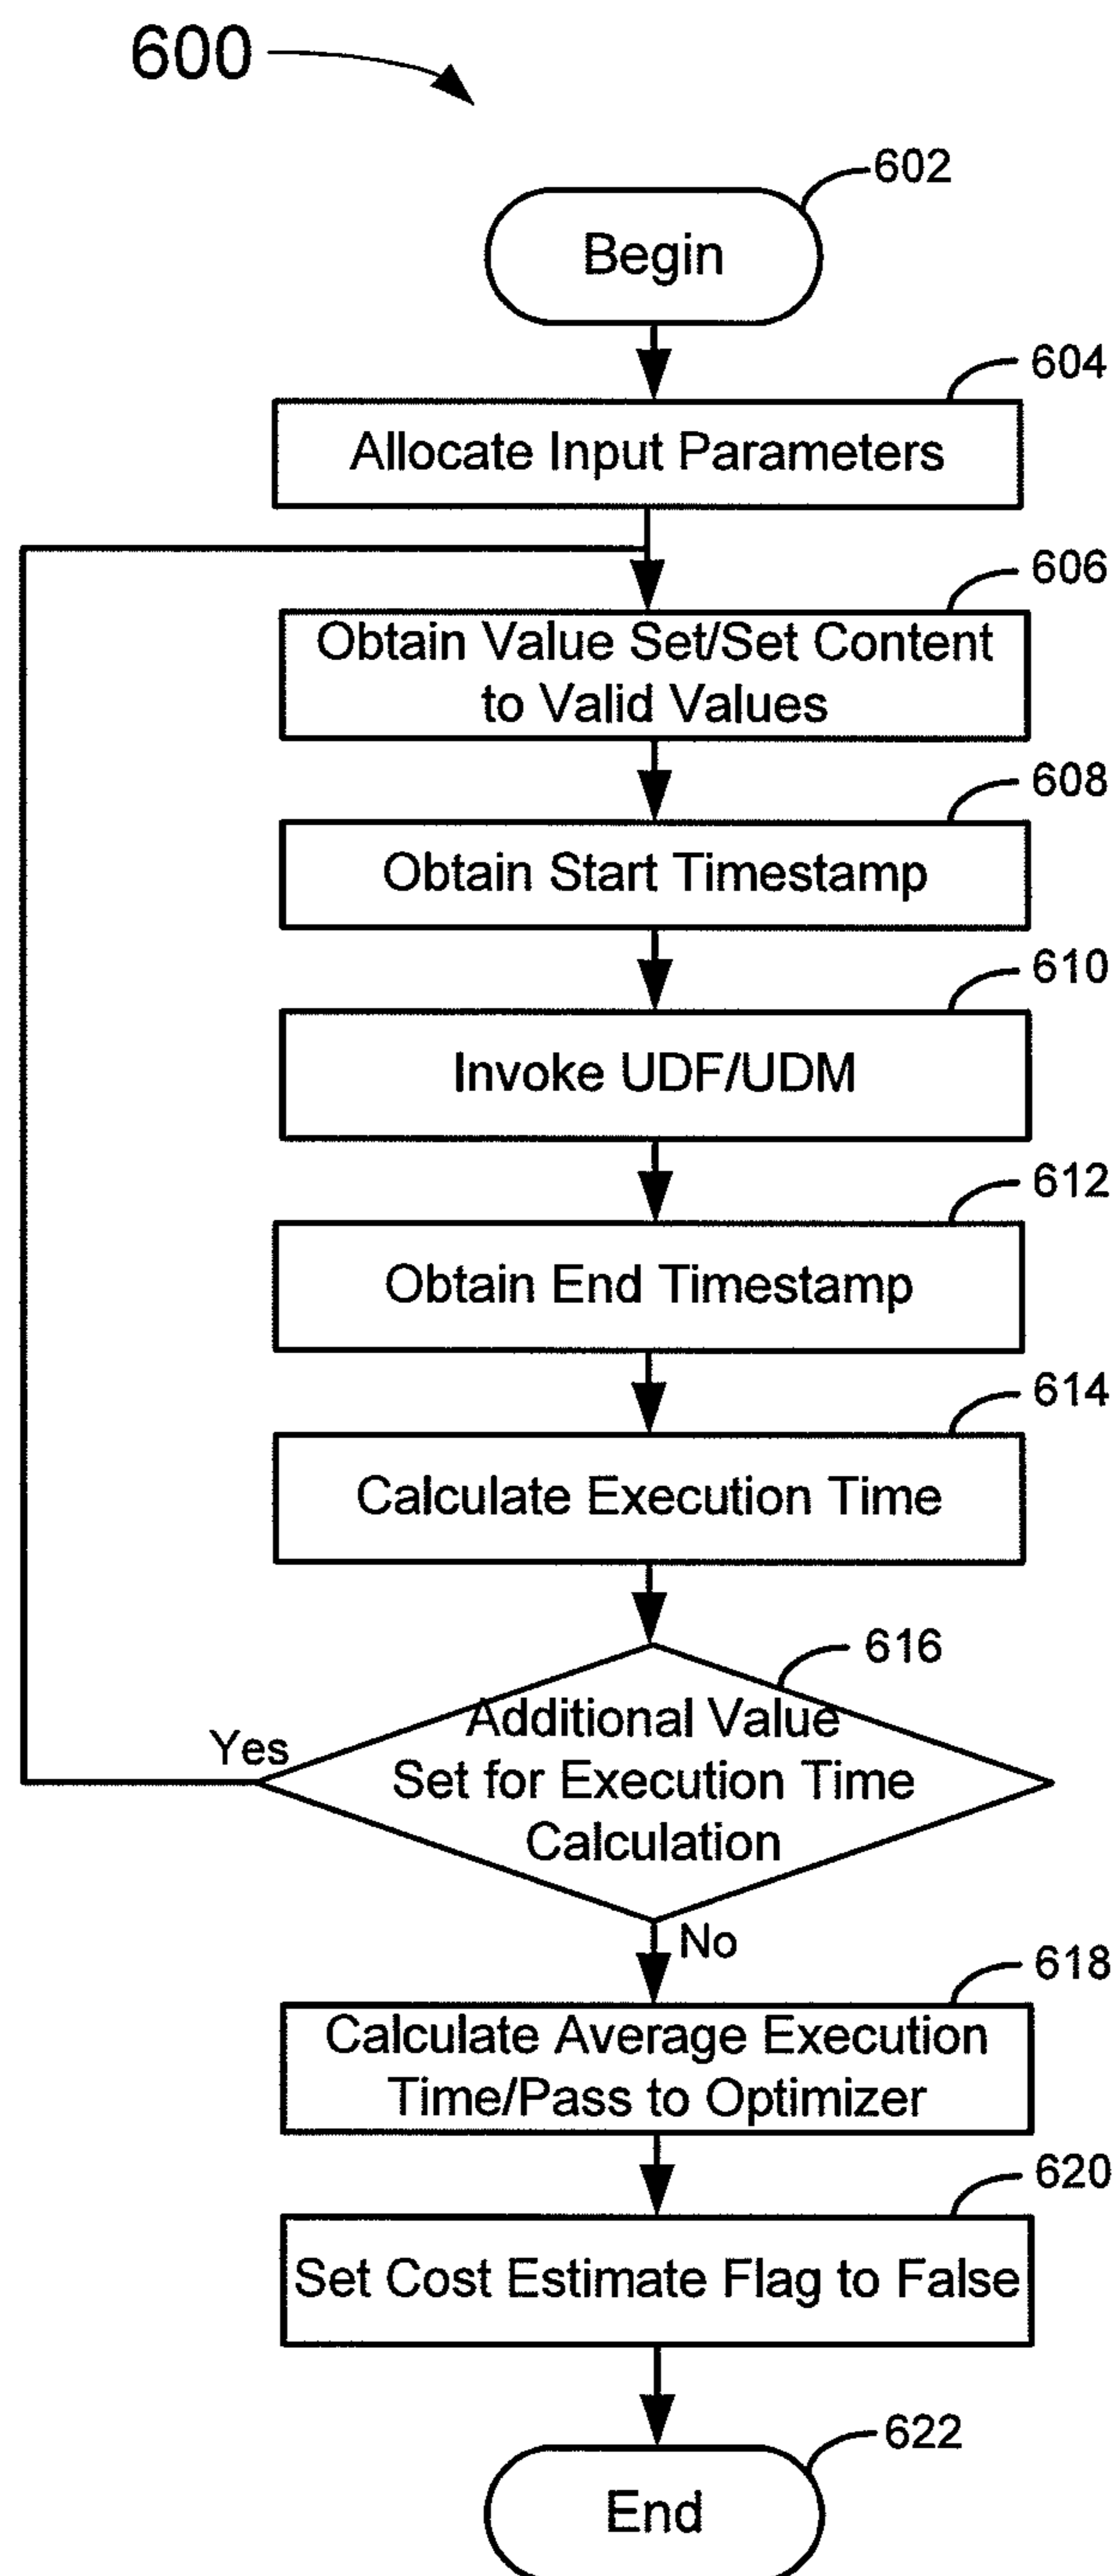 600
602
Begin
604
Allocate Input Parameters
606
Obtain Value Set/Set Content
to Valid Values
608
Obtain Start Timestamp
610
Invoke UDF/UDM
612
Obtain End Timestamp
614
Calculate Execution Time
616
Additional Value
Set for Execution Time
Calculation
Yes
No
618
Calculate Average Execution
Time/Pass to Optimizer
620
Set Cost Estimate Flag to False
622
End